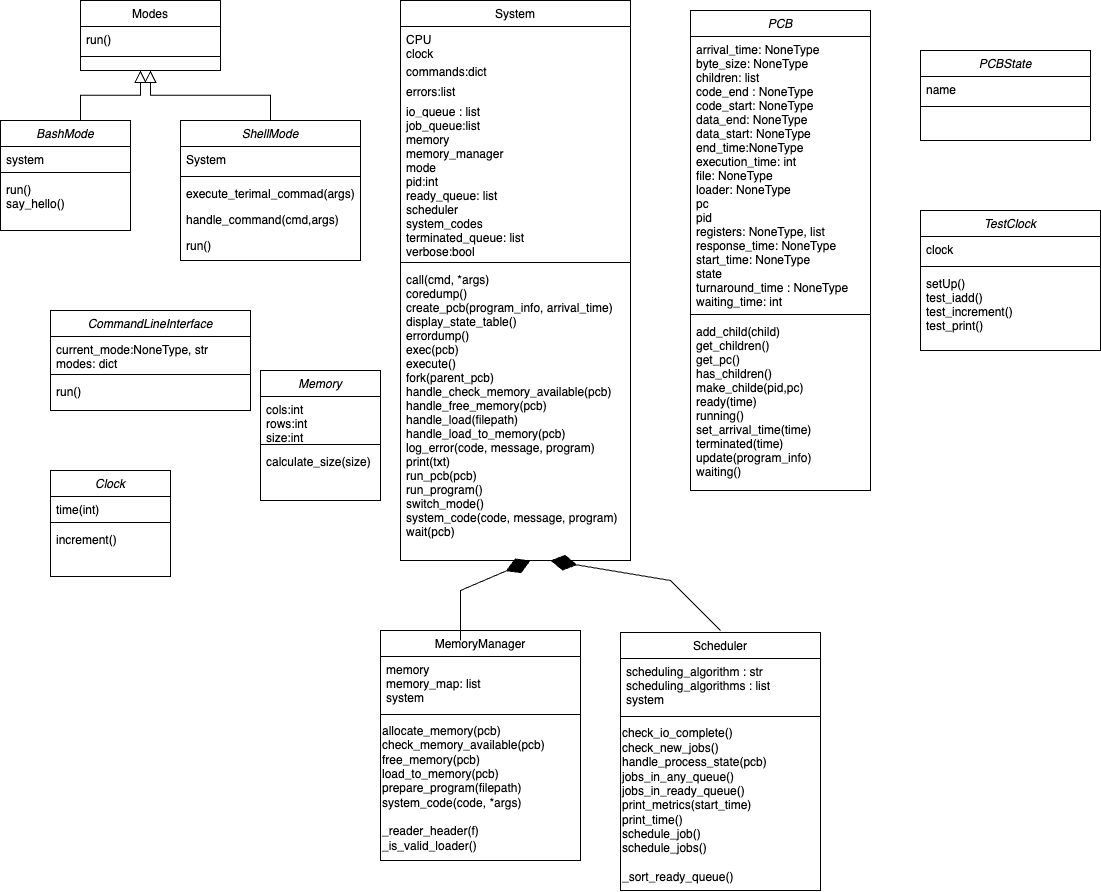 Modes
run()
BashMode
system
run()
say_hello()
ShellMode
System
execute_terimal_commad(args)
handle_command(cmd,args)
run()
CommandLineInterface
current_mode:NoneType, str
modes: dict
run()
Memory
cols:int
rows:int
size:int
calculate_size(size)
Clock
time(int)
increment()
System
CPU
clock
commands:dict
errors:list
io_queue : list
job_queue:list
memory
memory_manager
mode
pid:int
ready_queue: list
scheduler
system_codes
terminated_queue: list
verbose:bool
call(cmd, *args)
coredump()
create_pcb(program_info, arrival_time)
display_state_table()
errordump()
exec(pcb)
execute()
fork(parent_pcb)
handle_check_memory_available(pcb)
handle_free_memory(pcb)
handle_load(filepath)
handle_load_to_memory(pcb)
log_error(code, message, program)
print(txt)
run_pcb(pcb)
run_program()
switch_mode()
system_code(code, message, program)
wait(pcb)
PCB
arrival_time: NoneType
byte_size: NoneType
children: list
code_end : NoneType
code_start: NoneType
data_end: NoneType
data_start: NoneType
end_time:NoneType
execution_time: int
file: NoneType
loader: NoneType
pc
pid
registers: NoneType, list
response_time: NoneType
start_time: NoneType
state
turnaround_time : NoneType
waiting_time: int
add_child(child)
get_children()
get_pc()
has_children()
make_childe(pid,pc)
ready(time)
running()
set_arrival_time(time)
terminated(time)
update(program_info)
waiting()
PCBState
name
TestClock
clock
setUp()
test_iadd()
test_increment()
test_print()
MemoryManager
memory
memory_map: list
system
allocate_memory(pcb)
check_memory_available(pcb)
free_memory(pcb)
load_to_memory(pcb)
prepare_program(filepath)
system_code(code, *args)
_reader_header(f)
_is_valid_loader()
Scheduler
scheduling_algorithm : str
scheduling_algorithms : list
system
check_io_complete()
check_new_jobs()
handle_process_state(pcb)
jobs_in_any_queue()
jobs_in_ready_queue()
print_metrics(start_time)
print_time()
schedule_job()
schedule_jobs()
_sort_ready_queue()